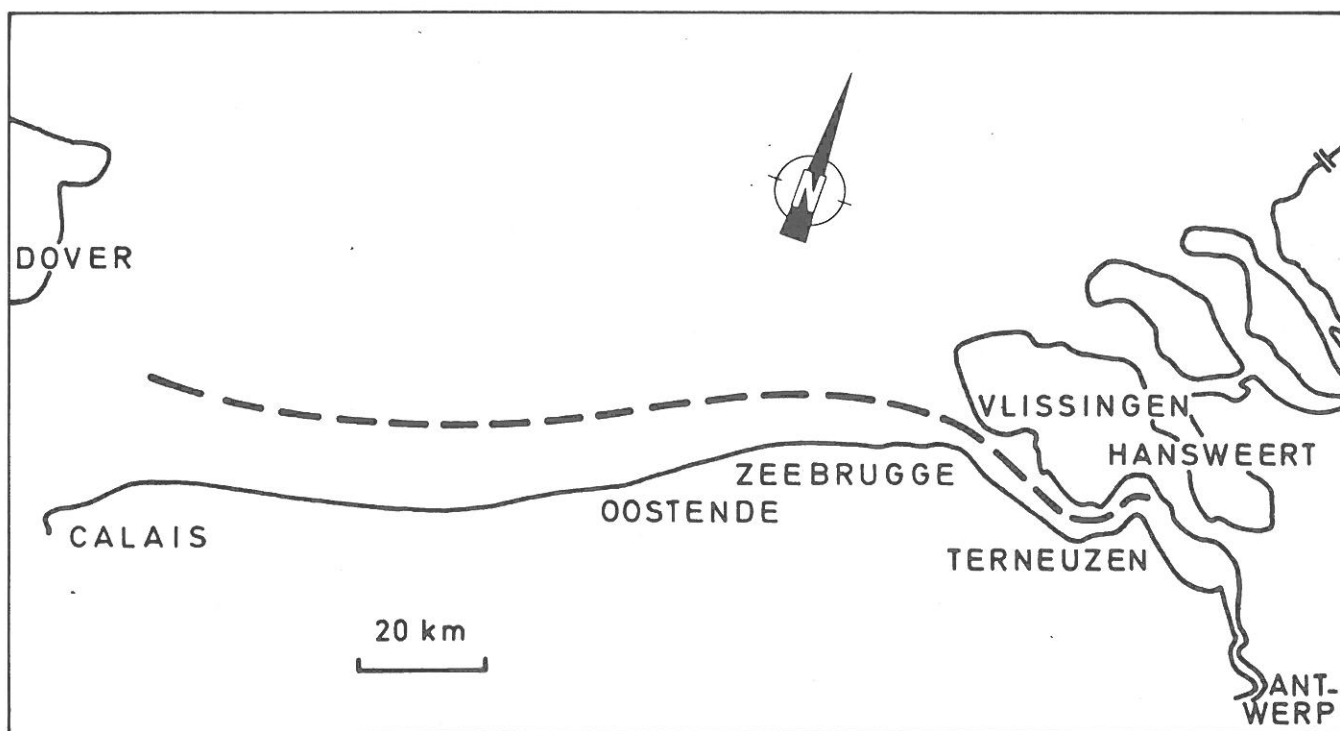 N
DOVER
VLISSINGEN
HANSWEERT
ZEEBRUGGE
OOSTENDE
CALAIS
TERNEUZEN
20 km
ANT-
WERP